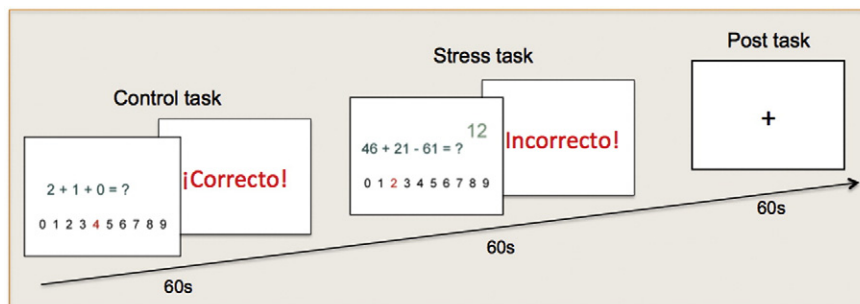 Control task
2 + 1 + 0 = ?
0 1 2 3 4 5 6 7 8 9
¡Correcto!
60s
Stress task
12
46 + 21 - 61 = ?
0 1 2 3 4 5 6 7 8 9
Incorrecto!
60s
Post task
+
60s